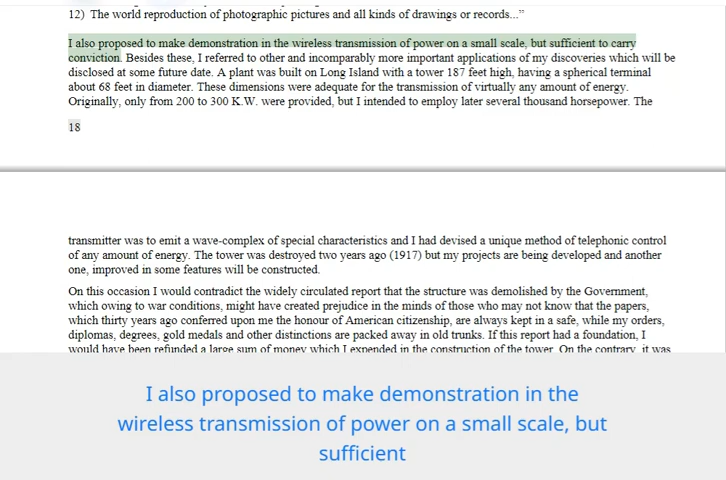 12) The world reproduction of photographic pictures and all kinds of drawings or records..."
I also proposed to make demonstration in the wireless transmission of power on a small scale, but sufficient to carry
conviction. Besides these, I referred to other and incomparably more important applications of my discoveries which will be
disclosed at some future date. A plant was built on Long Island with a tower 187 feet high, having a spherical terminal
about 68 feet in diameter. These dimensions were adequate for the transmission of virtually any amount of energy.
Originally, only from 200 to 300 K.W. were provided, but I intended to employ later several thousand horsepower. The
18
transmitter was to emit a wave-complex of special characteristics and I had devised a unique method of telephonic control
of any amount of energy. The tower was destroyed two years ago (1917) but my projects are being developed and another
one, improved in some features will be constructed.
On this occasion I would contradict the widely circulated report that the structure was demolished by the Government,
which owing to war conditions, might have created prejudice in the minds of those who may not know that the papers,
which thirty years ago conferred upon me the honour of American citizenship, are always kept in a safe, while my orders,
diplomas, degrees, gold medals and other distinctions are packed away in old trunks. If this report had a foundation, I
would have been refunded a large sum of money which I expended in the construction of the tower. On the contrary, it was
I also proposed to make demonstration in the
wireless transmission of power on a small scale, but
sufficient